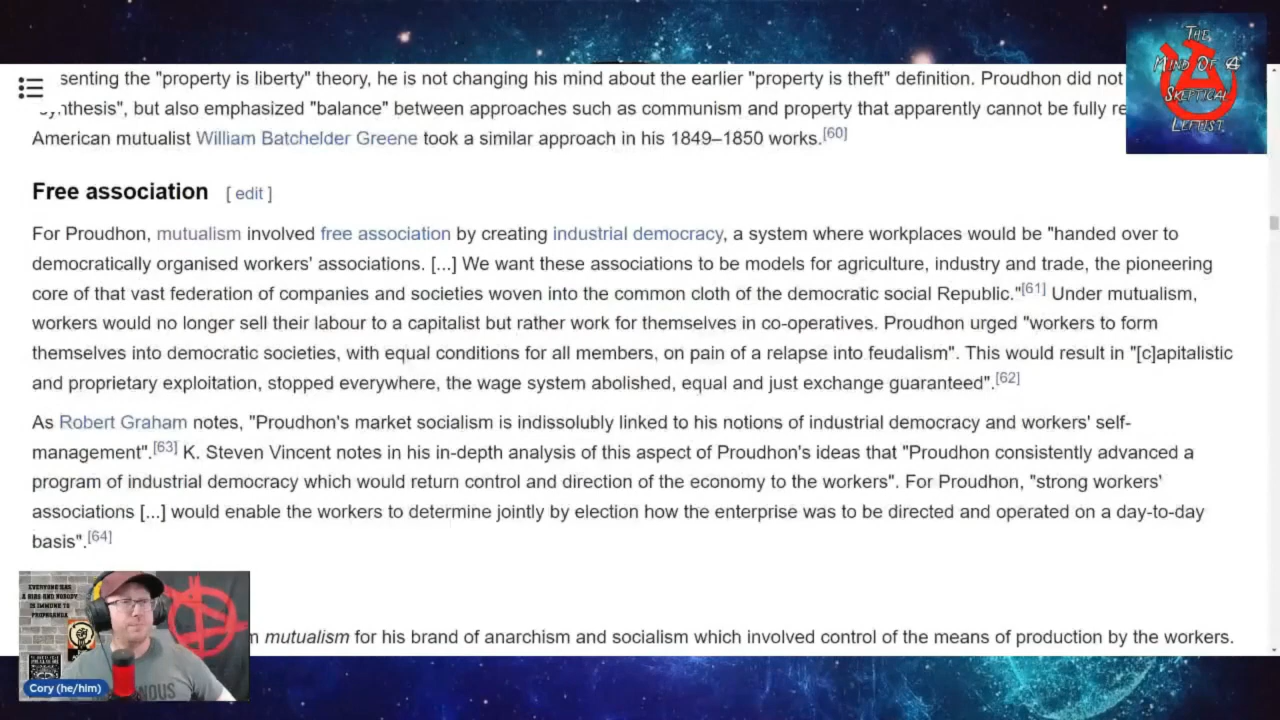 senting the "property is liberty" theory, he is not changing his mind about the earlier "property is theft" definition. Proudhon did not
THE
MIND OF A
SKEPTICAL
LEFTIST
nthesis", but also emphasized "balance" between approaches such as communism and property that apparently cannot be fully re
American mutualist William Batchelder Greene took a similar approach in his 1849–1850 works.[60]
Free association [ edit ]
For Proudhon, mutualism involved free association by creating industrial democracy, a system where workplaces would be "handed over to
democratically organised workers' associations. [...] We want these associations to be models for agriculture, industry and trade, the pioneering
core of that vast federation of companies and societies woven into the common cloth of the democratic social Republic."[61] Under mutualism,
workers would no longer sell their labour to a capitalist but rather work for themselves in co-operatives. Proudhon urged "workers to form
themselves into democratic societies, with equal conditions for all members, on pain of a relapse into feudalism". This would result in "[c]apitalistic
and proprietary exploitation, stopped everywhere, the wage system abolished, equal and just exchange guaranteed".[62]
As Robert Graham notes, "Proudhon's market socialism is indissolubly linked to his notions of industrial democracy and workers' self-
management".[63] K. Steven Vincent notes in his in-depth analysis of this aspect of Proudhon's ideas that "Proudhon consistently advanced a
program of industrial democracy which would return control and direction of the economy to the workers". For Proudhon, "strong workers'
associations [...] would enable the workers to determine jointly by election how the enterprise was to be directed and operated on a day-to-day
basis".[64]
EVERYONE HAS
A BIAS AND NOBODY
IS IMMUNE TO
PROPAGANDA
mutualism for his brand of anarchism and socialism which involved control of the means of production by the workers.
NOUS
Cory (he/him)